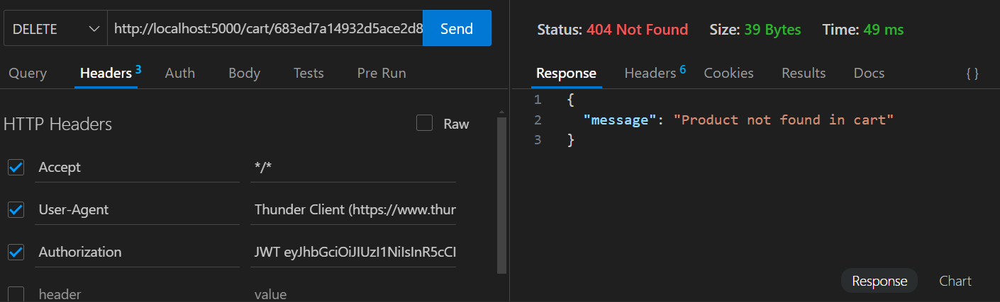 DELETE
http://localhost:5000/cart/683ed7a14932d5ace2d8
Send
Query
Headers 3
Auth
Body
Tests
Pre Run
HTTP Headers
Raw
Accept
*/*
User-Agent
Thunder Client (https://www.thur
Authorization
JWT eyJhbGciOiJIUzI1NiIsInR5cCI
header
value
Status: 404 Not Found
Size: 39 Bytes
Time: 49 ms
Response
Headers 6
Cookies
Results
Docs
{ }
1 {
2 "message": "Product not found in cart"
3 }
Response
Chart